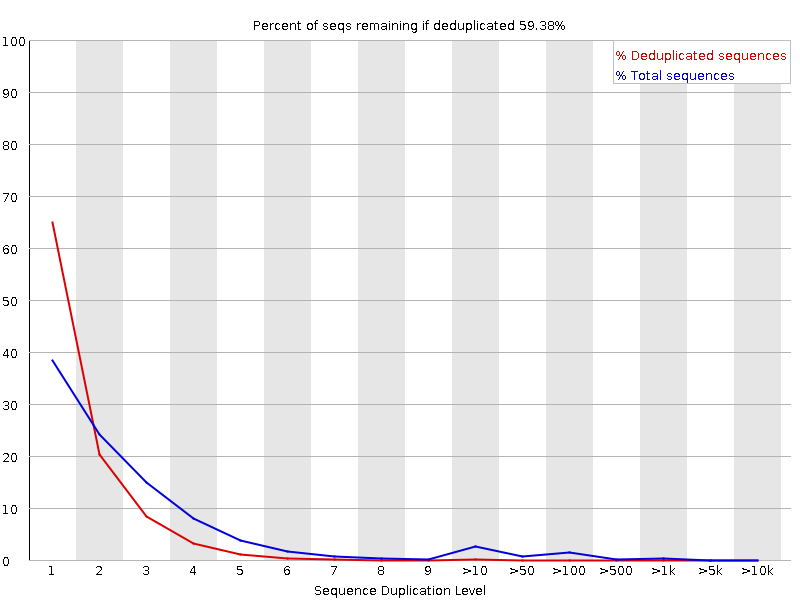 Percent of seqs remaining if deduplicated 59.38%
% Deduplicated sequences
% Total sequences
100
90
80
70
60
50
40
30
20
10
0
1 2 3 4 5 6 7 8 9 >10 >50 >100 >500 >1k >5k >10k
Sequence Duplication Level